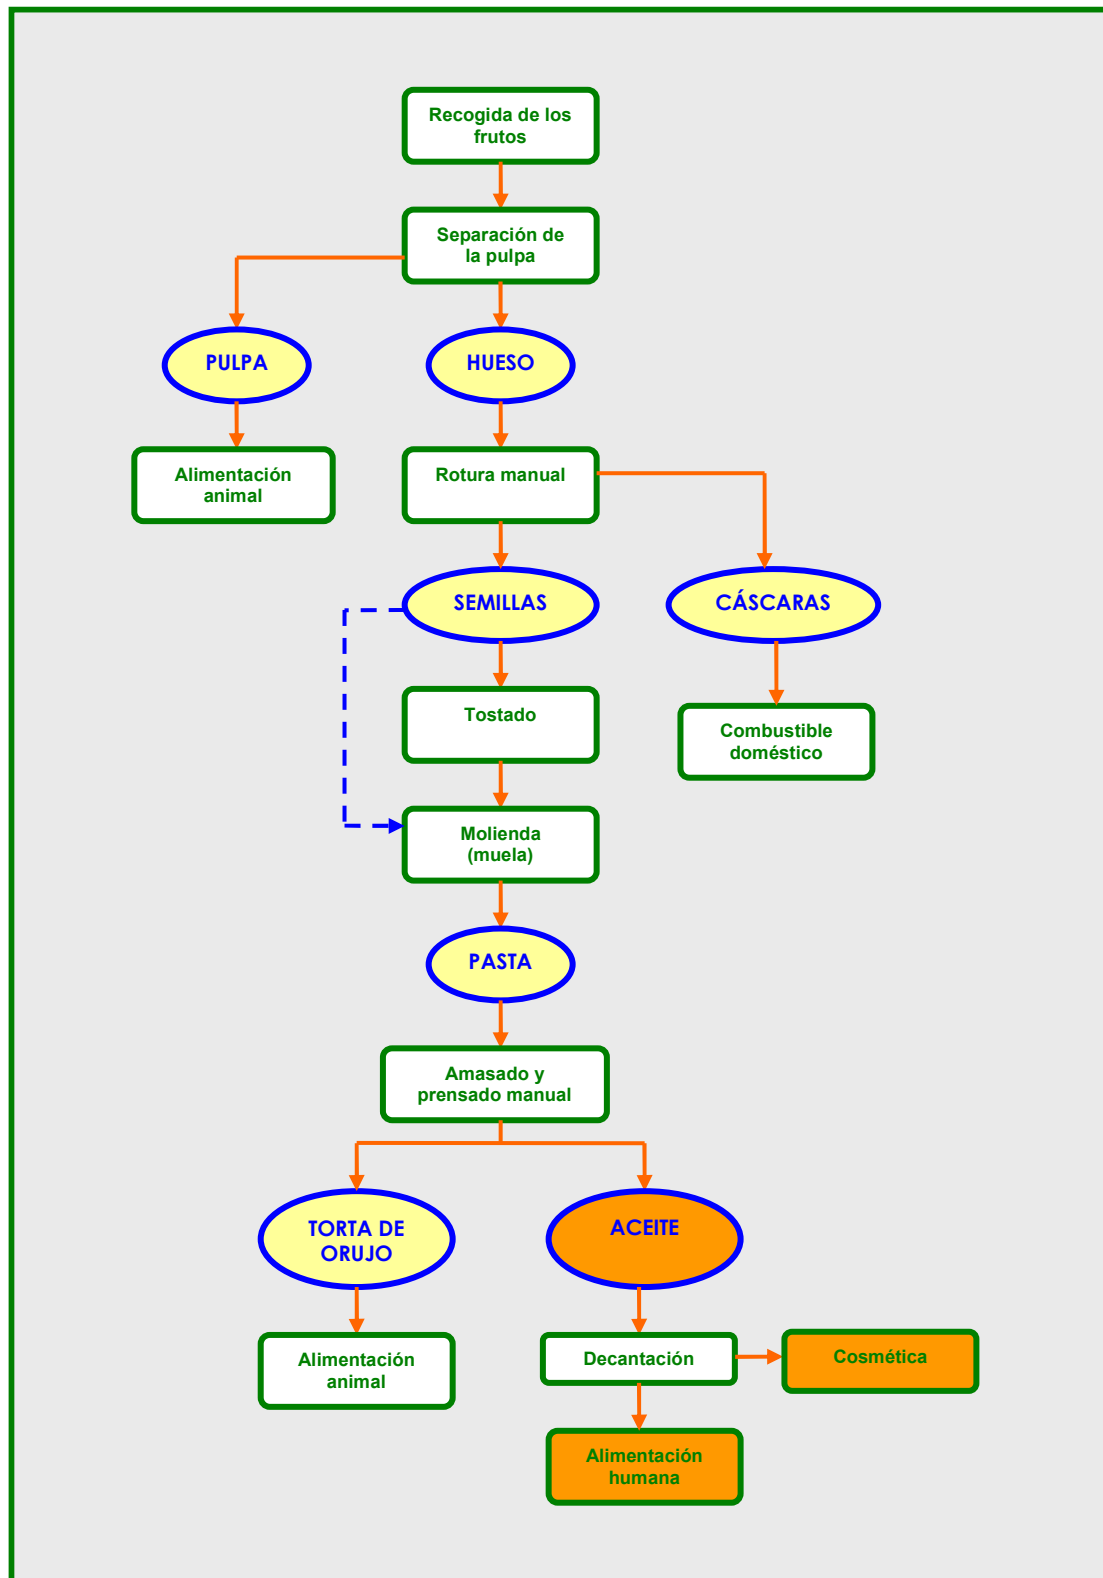 Recogida de los
frutos
Separación de
la pulpa
PULPA
HUESO
Alimentación
animal
Rotura manual
SEMILLAS
CÁSCARAS
Tostado
Combustible
doméstico
Molienda
(muela)
PASTA
Amasado y
prensado manual
TORTA DE
ORUJO
ACEITE
Alimentación
animal
Decantación
Cosmética
Alimentación
humana